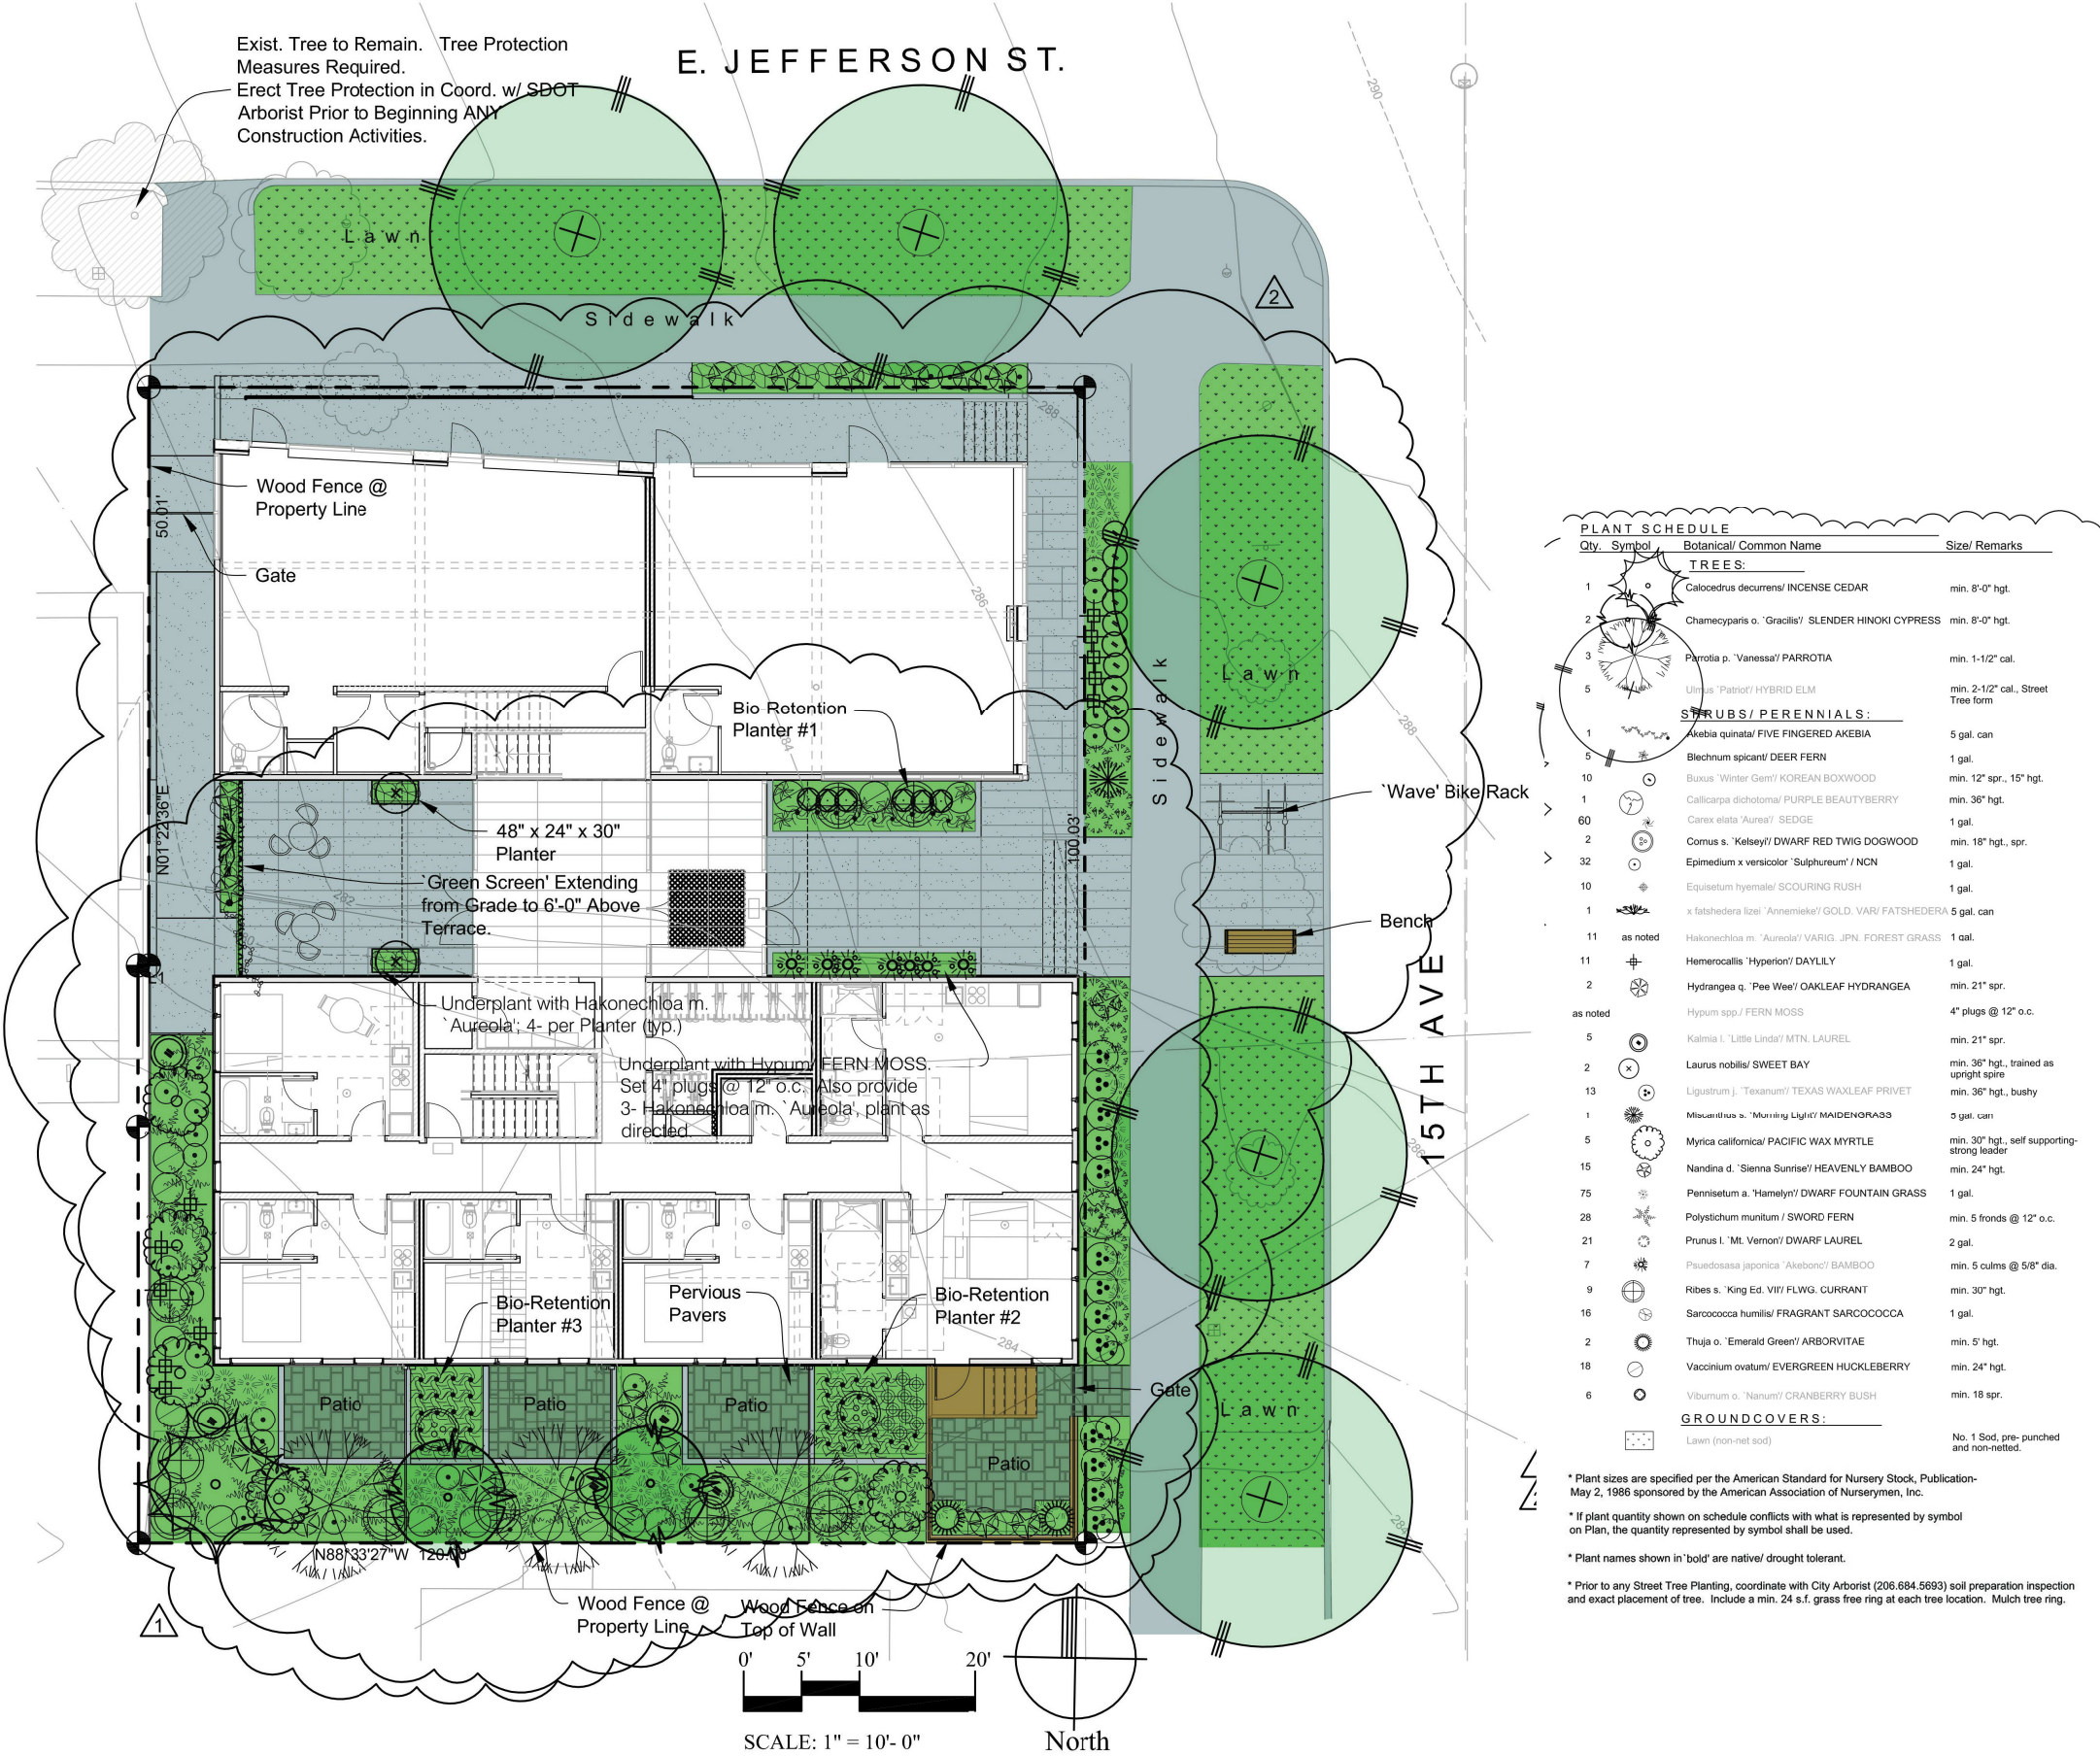 Exist. Tree to Remain. Tree Protection
Measures Required.
Erect Tree Protection in Coord. w/ SDOT
Arborist Prior to Beginning ANY
Construction Activities.
E. JEFFERSON ST.
290
Lawn
Sidewalk
2
288
Wood Fence @
Property Line
50.01'
Gate
286
Lawn
Sidewalk
288
Bio Rotontion
Planter #1
284
`Wave' Bike Rack
N01°22'36"E
48" x 24" x 30"
Planter
100.03'
`Green Screen' Extending
from Grade to 6'-0" Above
Terrace.
282
Bench
15TH AVE
Underplant with Hakonechloa m.
`Aureola'; 4- per Planter (typ.)
Underplant with Hypum/ FERN MOSS.
Set 4" plugs @ 12" o.c. Also provide
3- Hakonechloa m. `Aureola', plant as
directed.
286
Bio-Retention
Planter #3
Pervious
Pavers
Bio-Retention
Planter #2
284
Gate
Patio
Patio
Patio
Lawn
Patio
284
N88°33'27"W 120.00'
1
Wood Fence @
Property Line
Wood Fence on
Top of Wall
0' 5' 10' 20'
SCALE: 1" = 10'- 0"
North
PLANT SCHEDULE
Qty. Symbol Botanical/ Common Name Size/ Remarks
TREES:
1 Calocedrus decurrens/ INCENSE CEDAR min. 8'-0" hgt.
2 Chamecyparis o. `Gracilis'/ SLENDER HINOKI CYPRESS min. 8'-0" hgt.
3 Parrotia p. `Vanessa'/ PARROTIA min. 1-1/2" cal.
5 Ulmus `Patriot'/ HYBRID ELM min. 2-1/2" cal., Street
Tree form
SHRUBS/ PERENNIALS:
1 Akebia quinata/ FIVE FINGERED AKEBIA 5 gal. can
5 Blechnum spicant/ DEER FERN 1 gal.
10 Buxus `Winter Gem'/ KOREAN BOXWOOD min. 12" spr., 15" hgt.
1 Callicarpa dichotoma/ PURPLE BEAUTYBERRY min. 36" hgt.
60 Carex elata 'Aurea'/ SEDGE 1 gal.
2 Cornus s. `Kelseyi'/ DWARF RED TWIG DOGWOOD min. 18" hgt., spr.
32 Epimedium x versicolor `Sulphureum' / NCN 1 gal.
10 Equisetum hyemale/ SCOURING RUSH 1 gal.
1 x fatshedera lizei `Annemieke'/ GOLD. VAR/ FATSHEDERA 5 gal. can
11 as noted Hakonechloa m. `Aureola'/ VARIG. JPN. FOREST GRASS 1 gal.
11 Hemerocallis `Hyperion'/ DAYLILY 1 gal.
2 Hydrangea q. `Pee Wee'/ OAKLEAF HYDRANGEA min. 21" spr.
as noted Hypum spp./ FERN MOSS 4" plugs @ 12" o.c.
5 Kalmia l. `Little Linda'/ MTN. LAUREL min. 21" spr.
2 Laurus nobilis/ SWEET BAY min. 36" hgt., trained as
upright spire
13 Ligustrum j. `Texanum'/ TEXAS WAXLEAF PRIVET min. 36" hgt., bushy
1 Miscanthus s. `Morning Light'/ MAIDENGRASS 5 gal. can
5 Myrica californica/ PACIFIC WAX MYRTLE min. 30" hgt., self supporting-
strong leader
15 Nandina d. `Sienna Sunrise'/ HEAVENLY BAMBOO min. 24" hgt.
75 Pennisetum a. 'Hamelyn'/ DWARF FOUNTAIN GRASS 1 gal.
28 Polystichum munitum / SWORD FERN min. 5 fronds @ 12" o.c.
21 Prunus l. `Mt. Vernon'/ DWARF LAUREL 2 gal.
7 Psuedosasa japonica `Akebono'/ BAMBOO min. 5 culms @ 5/8" dia.
9 Ribes s. `King Ed. VII'/ FLWG. CURRANT min. 30" hgt.
16 Sarcococca humilis/ FRAGRANT SARCOCOCCA 1 gal.
2 Thuja o. `Emerald Green'/ ARBORVITAE min. 5' hgt.
18 Vaccinium ovatum/ EVERGREEN HUCKLEBERRY min. 24" hgt.
6 Viburnum o. `Nanum'/ CRANBERRY BUSH min. 18 spr.
GROUNDCOVERS:
Lawn (non-net sod) No. 1 Sod, pre- punched
and non-netted.
* Plant sizes are specified per the American Standard for Nursery Stock, Publication-
May 2, 1986 sponsored by the American Association of Nurserymen, Inc.
* If plant quantity shown on schedule conflicts with what is represented by symbol
on Plan, the quantity represented by symbol shall be used.
* Plant names shown in `bold' are native/ drought tolerant.
* Prior to any Street Tree Planting, coordinate with City Arborist (206.684.5693) soil preparation inspection
and exact placement of tree. Include a min. 24 s.f. grass free ring at each tree location. Mulch tree ring.